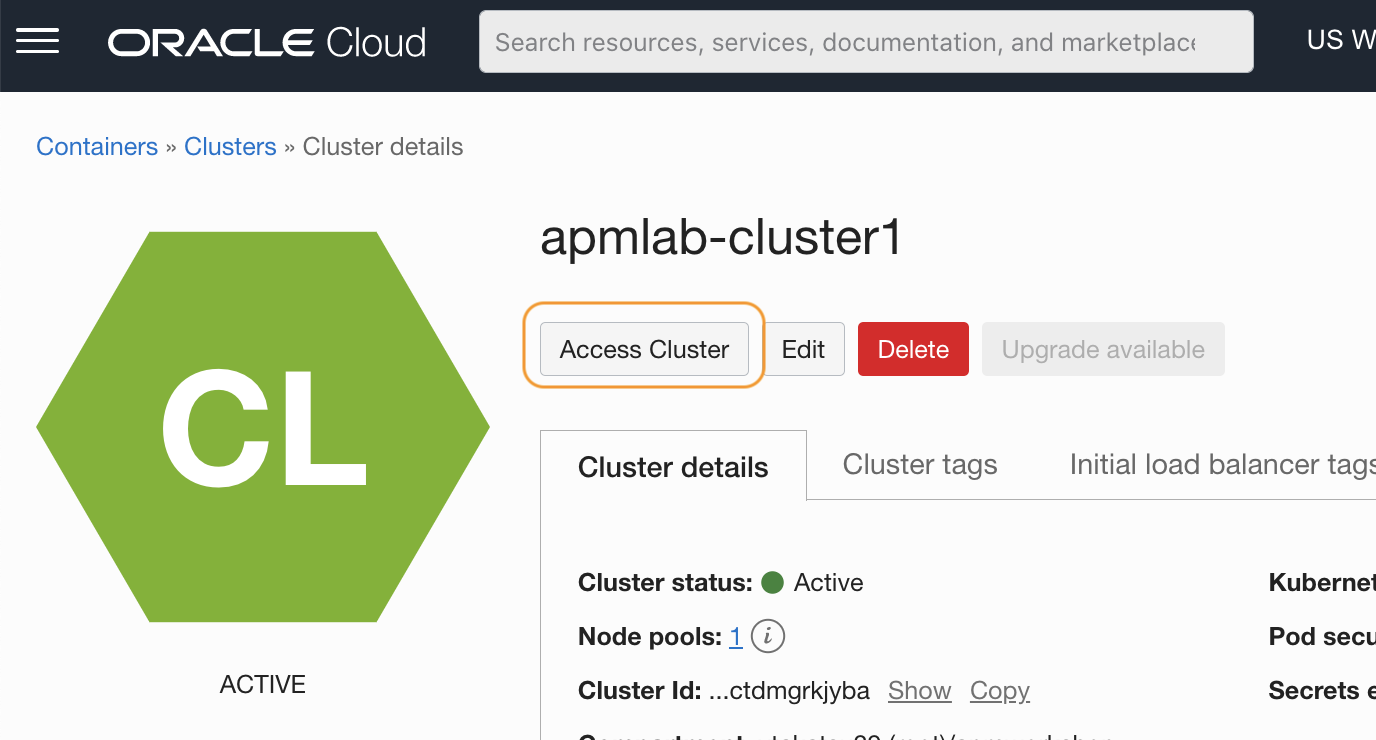 ORACLE Cloud
Search resources, services, documentation, and marketplace
US W
Containers » Clusters » Cluster details
apmlab-cluster1
Access Cluster
Edit
Delete
Upgrade available
CL
ACTIVE
Cluster details
Cluster tags
Initial load balancer tags
Cluster status: Active
Kubernet
Node pools: 1 i
Pod secu
Cluster Id: ...ctdmgrkjyba Show Copy
Secrets e